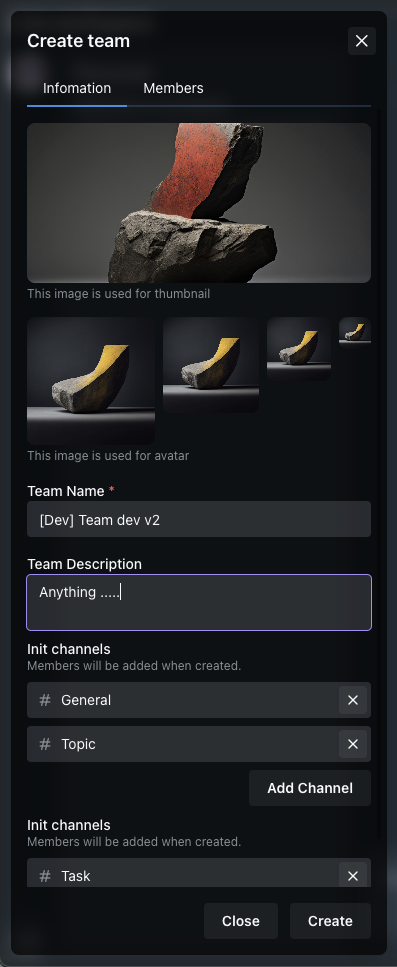 Create team
Infomation Members
This image is used for thumbnail
This image is used for avatar
Team Name *
[Dev] Team dev v2
Team Description
Anything .....
Init channels
Members will be added when created.
# General
# Topic
Add Channel
Init channels
Members will be added when created.
# Task
Close Create